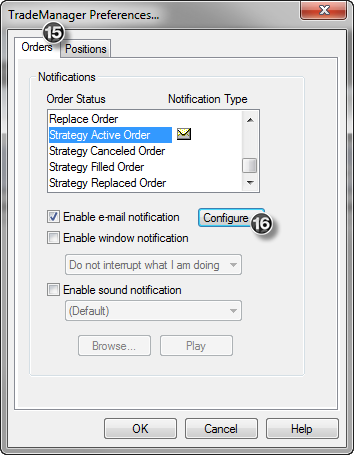 TradeManager Preferences...
15
Orders
Positions
Notifications
Order Status
Notification Type
Replace Order
Strategy Active Order
Strategy Canceled Order
Strategy Filled Order
Strategy Replaced Order
Enable e-mail notification
Configure
16
Enable window notification
Do not interrupt what I am doing
Enable sound notification
(Default)
Browse...
Play
OK
Cancel
Help